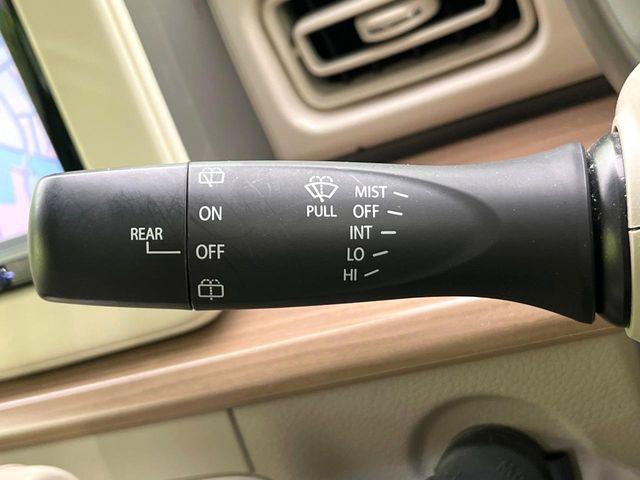 REAR
ON
OFF
PULL
MIST
OFF
INT
LO
HI